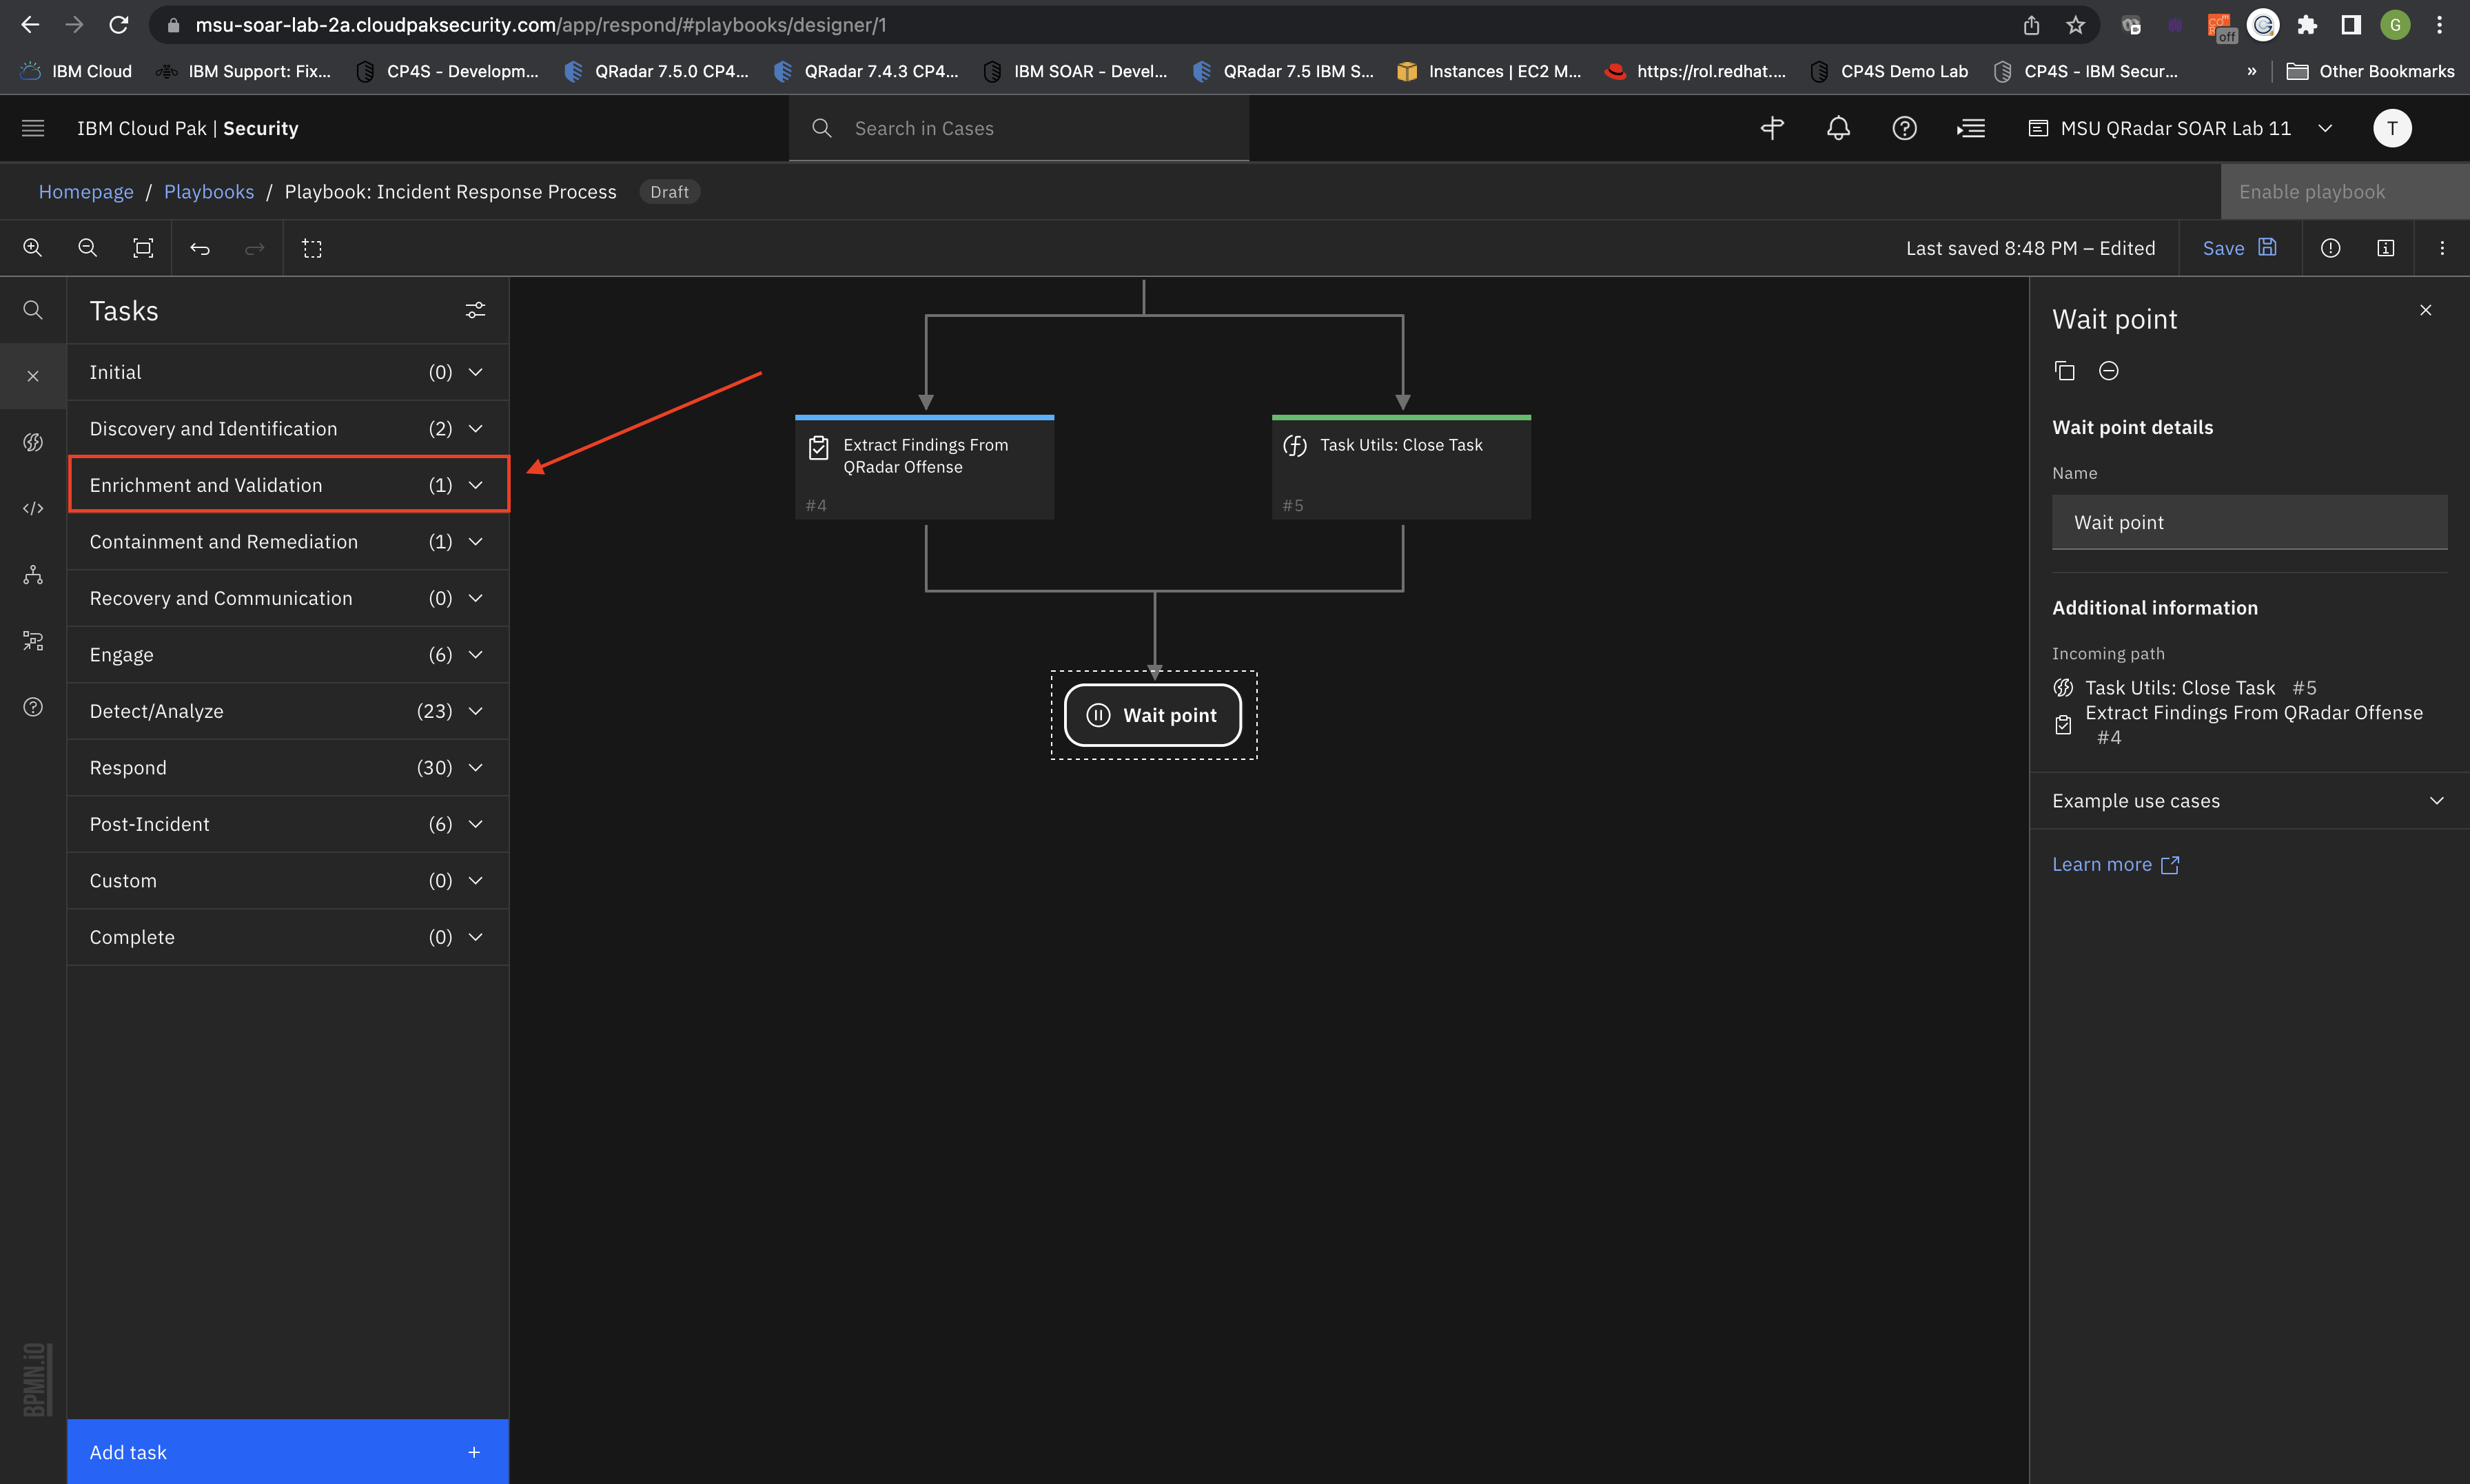 msu-soar-lab-2a.cloudpaksecurity.com/app/respond/#playbooks/designer/1
off
G
IBM Cloud
IBM Support: Fix...
CP4S - Developm...
QRadar 7.5.0 CP4...
QRadar 7.4.3 CP4...
IBM SOAR - Devel...
QRadar 7.5 IBM S...
Instances | EC2 M...
https://rol.redhat....
CP4S Demo Lab
CP4S - IBM Secur...
»
Other Bookmarks
IBM Cloud Pak | Security
Search in Cases
MSU QRadar SOAR Lab 11
T
Homepage / Playbooks / Playbook: Incident Response Process
Draft
Enable playbook
Last saved 8:48 PM – Edited
Save
Tasks
Initial (0)
Discovery and Identification (2)
Enrichment and Validation (1)
Containment and Remediation (1)
Recovery and Communication (0)
Engage (6)
Detect/Analyze (23)
Respond (30)
Post-Incident (6)
Custom (0)
Complete (0)
BPMN.iO
Add task +
Extract Findings From
QRadar Offense
#4
Task Utils: Close Task
#5
Wait point
Wait point
Wait point details
Name
Wait point
Additional information
Incoming path
Task Utils: Close Task #5
Extract Findings From QRadar Offense
#4
Example use cases
Learn more